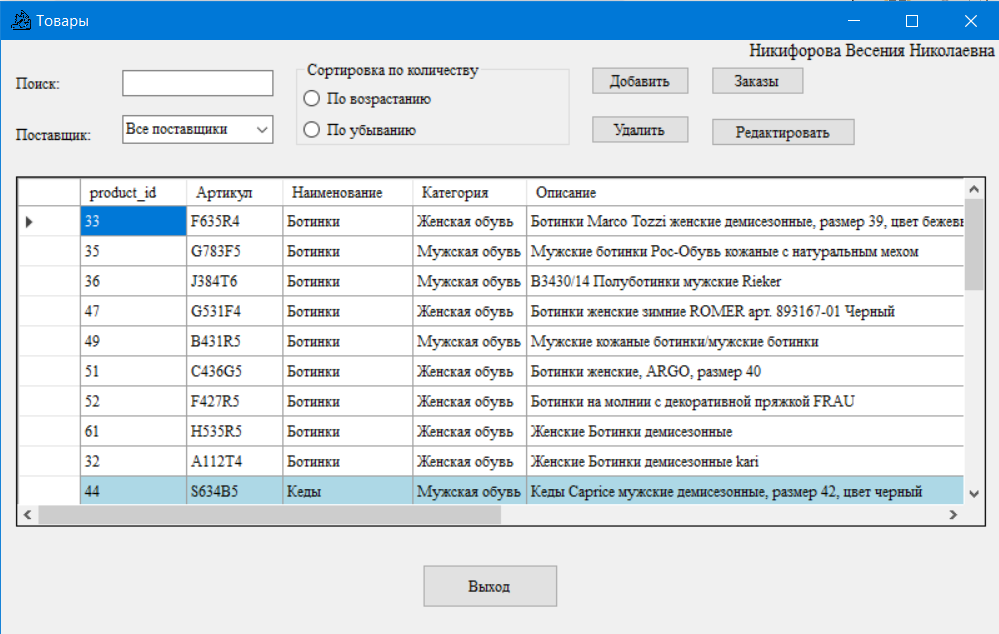 Товары
Никифорова Весения Николаевна
Поиск:
Сортировка по количеству
Добавить
Заказы
По возрастанию
Поставщик:
Все поставщики
По убыванию
Удалить
Редактировать
product_id Артикул Наименование Категория Описание
33 F635R4 Ботинки Женская обувь Ботинки Marco Tozzi женские демисезонные, размер 39, цвет бежевы
35 G783F5 Ботинки Мужская обувь Мужские ботинки Рос-Обувь кожаные с натуральным мехом
36 J384T6 Ботинки Мужская обувь B3430/14 Полуботинки мужские Rieker
47 G531F4 Ботинки Женская обувь Ботинки женские зимние ROMER арт. 893167-01 Черный
49 B431R5 Ботинки Мужская обувь Мужские кожаные ботинки/мужские ботинки
51 C436G5 Ботинки Женская обувь Ботинки женские, ARGO, размер 40
52 F427R5 Ботинки Женская обувь Ботинки на молнии с декоративной пряжкой FRAU
61 H535R5 Ботинки Женская обувь Женские Ботинки демисезонные
32 A112T4 Ботинки Женская обувь Женские Ботинки демисезонные kari
44 S634B5 Кеды Мужская обувь Кеды Caprice мужские демисезонные, размер 42, цвет черный
Выход